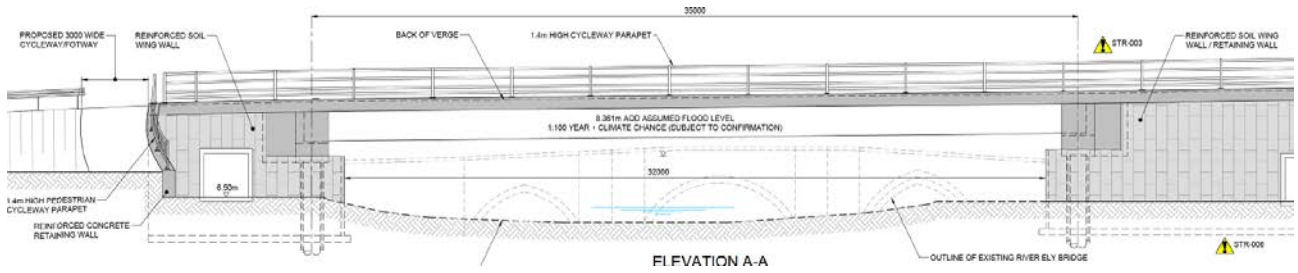 35000
PROPOSED 3000 WIDE
CYCLEWAY/FOTWAY
REINFORCED SOIL
WING WALL
BACK OF VERGE
1.4m HIGH CYCLEWAY PARAPET
STR-003
REINFORCED SOIL WING
WALL / RETAINING WALL
8.361m AOD ASSUMED FLOOD LEVEL
1:100 YEAR + CLIMATE CHANGE (SUBJECT TO CONFIRMATION)
32000
6.50m
1.4m HIGH PEDESTRIAN
CYCLEWAY PARAPET
REINFORCED CONCRETE
RETAINING WALL
ELEVATION A-A
OUTLINE OF EXISTING RIVER ELY BRIDGE
STR-006